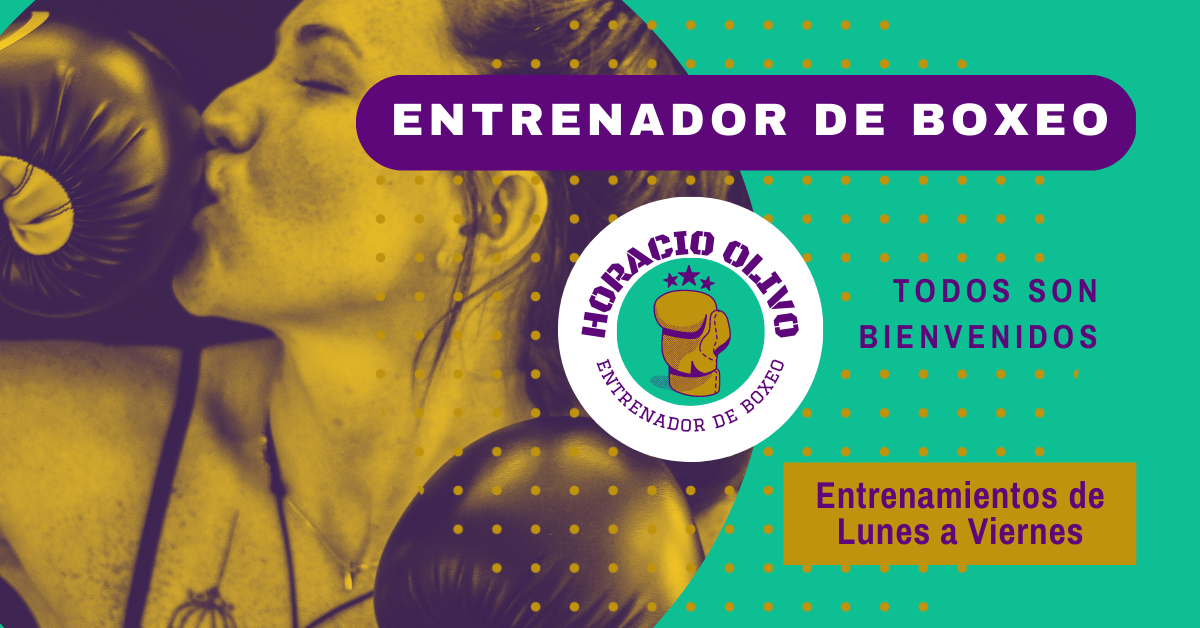 ENTRENADOR DE BOXEO
HORACIO OLIVO
ENTRENADOR DE BOXEO
TODOS SON
BIENVENIDOS
Entrenamientos de
Lunes a Viernes